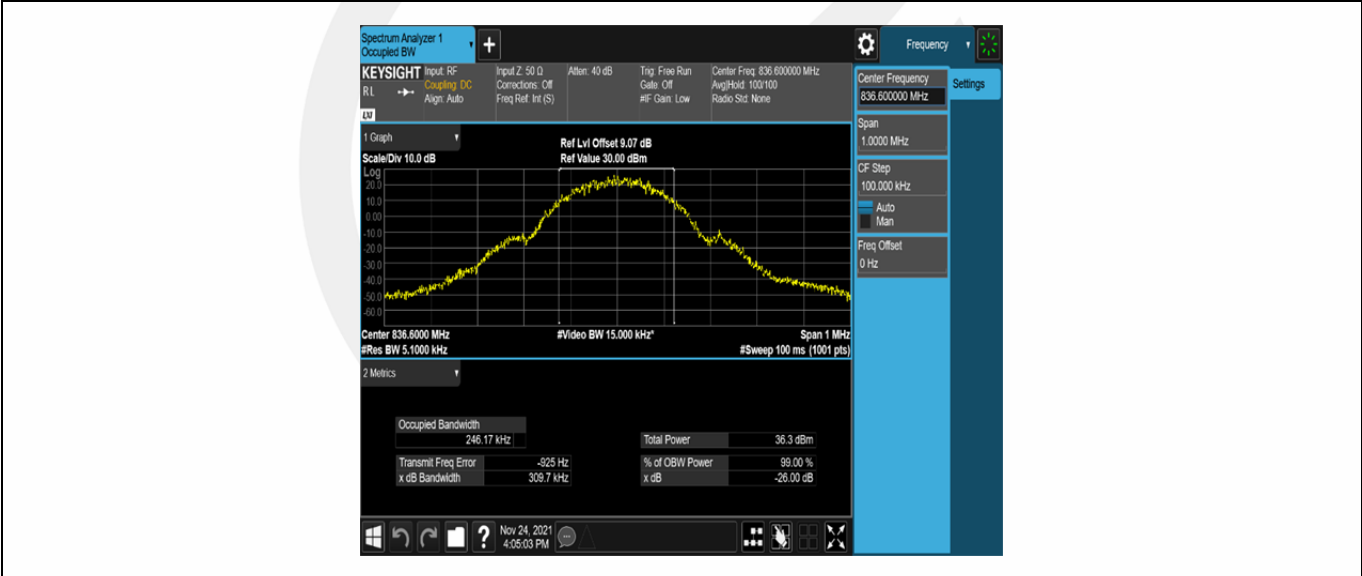 Spectrum Analyzer 1
Occupied BW
+
Frequency
KEYSIGHT Input: RF Input Z: 50 Ω Atten: 40 dB Trig: Free Run Center Freq: 836.600000 MHz
RL Coupling: DC Corrections: Off Gate: Off Avg|Hold: 100/100
Align: Auto Freq Ref: Int (S) #IF Gain: Low Radio Std: None
LXI
Center Frequency
836.600000 MHz
Settings
Span
1.0000 MHz
CF Step
100.000 kHz
Auto
Man
Freq Offset
0 Hz
1 Graph
Ref Lvl Offset 9.07 dB
Scale/Div 10.0 dB Ref Value 30.00 dBm
Log
20.0
10.0
0.00
-10.0
-20.0
-30.0
-40.0
-50.0
-60.0
Center 836.6000 MHz #Video BW 15.000 kHz* Span 1 MHz
#Res BW 5.1000 kHz #Sweep 100 ms (1001 pts)
2 Metrics
Occupied Bandwidth
246.17 kHz Total Power 36.3 dBm
Transmit Freq Error -925 Hz % of OBW Power 99.00 %
x dB Bandwidth 309.7 kHz x dB -26.00 dB
? Nov 24, 2021
4:05:03 PM